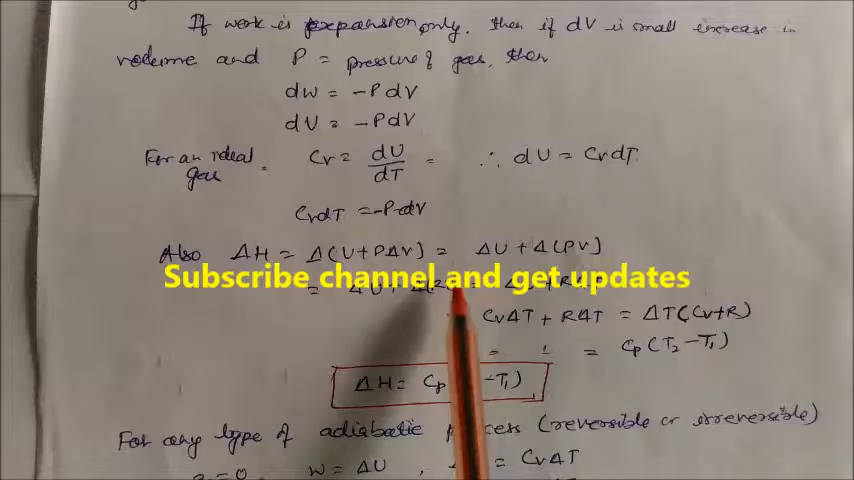 If work is expansion only. then if dV is small increase in
volume and P = pressure of gas, then
dw = -PdV
dU = -PdV
For an ideal gas. Cv = dU/dT = ∴ dU = CvdT
CvdT = -PdV
Also ΔH = Δ(U+PΔV) = ΔU + Δ(PV)
Subscribe channel and get updates
CvΔT + RΔT = ΔT(Cv+R)
= = Cp(T2-T1)
ΔH = Cp -T1)
For any type of adiabatic process (reversible or irreversible)
=0, w = ΔU, = CvΔT